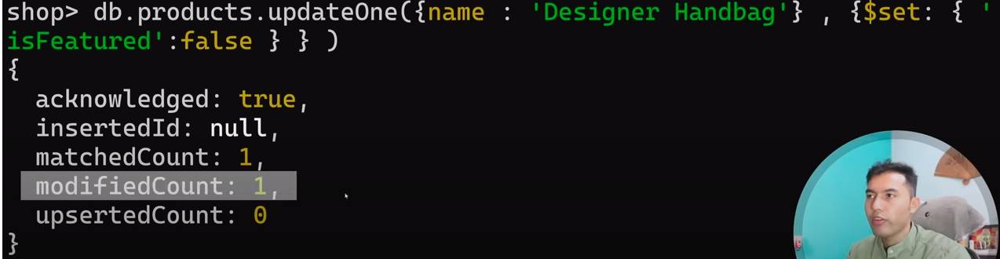 shop> db.products.updateOne({name : 'Designer Handbag'} , {$set: { '
isFeatured':false } } )
{
  acknowledged: true,
  insertedId: null,
  matchedCount: 1,
  modifiedCount: 1,
  upsertedCount: 0
}